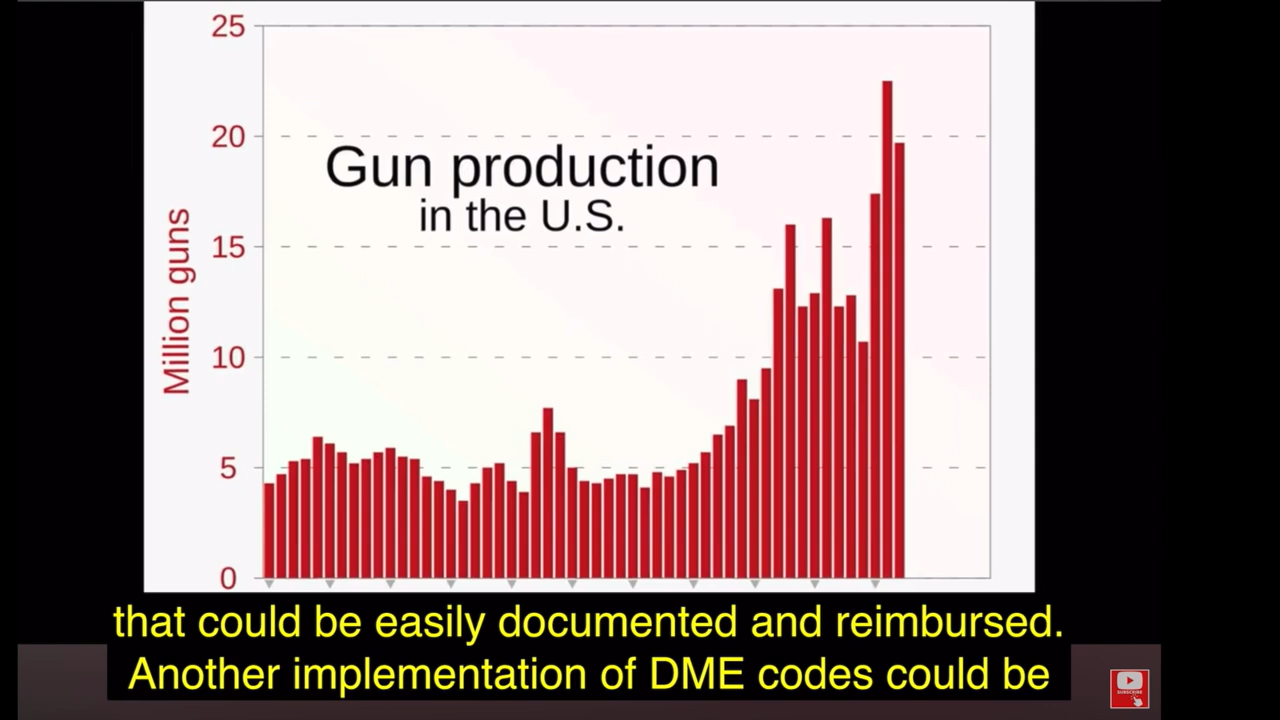 25
20
15
10
5
0
Million guns
Gun production
in the U.S.
that could be easily documented and reimbursed.
Another implementation of DME codes could be
SUBSCRIBE